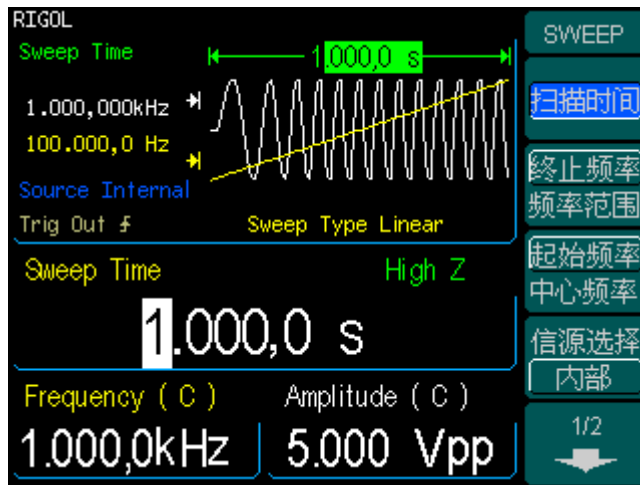 RIGOL
Sweep Time
1.000,0 s
1.000,000kHz
100.000,0 Hz
Source Internal
Trig Out
Sweep Type Linear
Sweep Time
High Z
1.000,0 s
Frequency ( C )
Amplitude ( C )
1.000,0kHz
5.000 Vpp
SWEEP
扫描时间
终止频率
频率范围
起始频率
中心频率
信源选择
内部
1/2